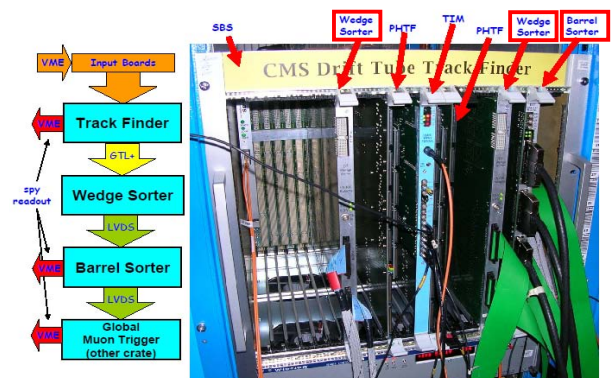 SBS
Wedge
Sorter
PHTF
TIM
PHTF
Wedge
Sorter
Barrel
Sorter
CMS Drift Tube Track Finder
VME
Input Boards
VME
Track Finder
GTL+
spy
readout
Wedge Sorter
LVDS
VME
Barrel Sorter
LVDS
VME
Global
Muon Trigger
(other crate)